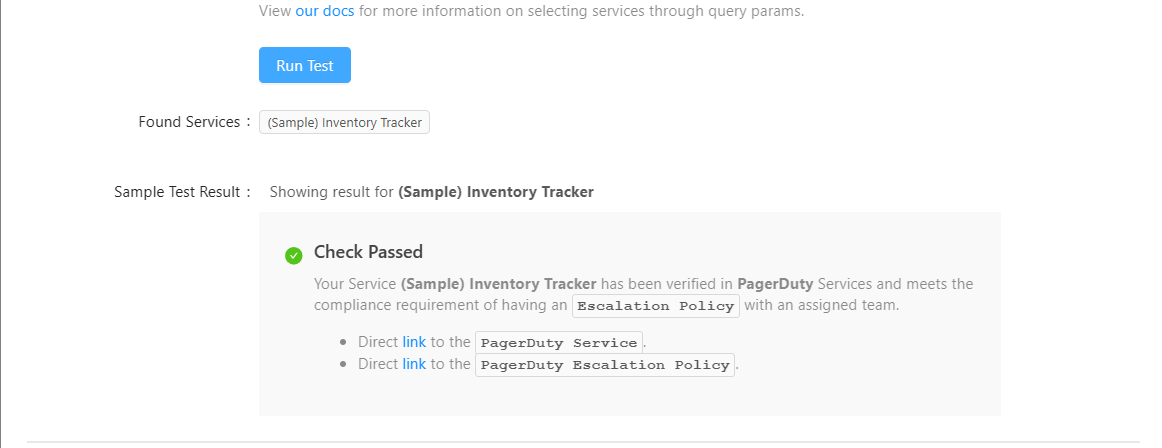 View our docs for more information on selecting services through query params.
Run Test
Found Services : (Sample) Inventory Tracker
Sample Test Result : Showing result for (Sample) Inventory Tracker
Check Passed
Your Service (Sample) Inventory Tracker has been verified in PagerDuty Services and meets the
compliance requirement of having an Escalation Policy with an assigned team.
• Direct link to the PagerDuty Service.
• Direct link to the PagerDuty Escalation Policy.